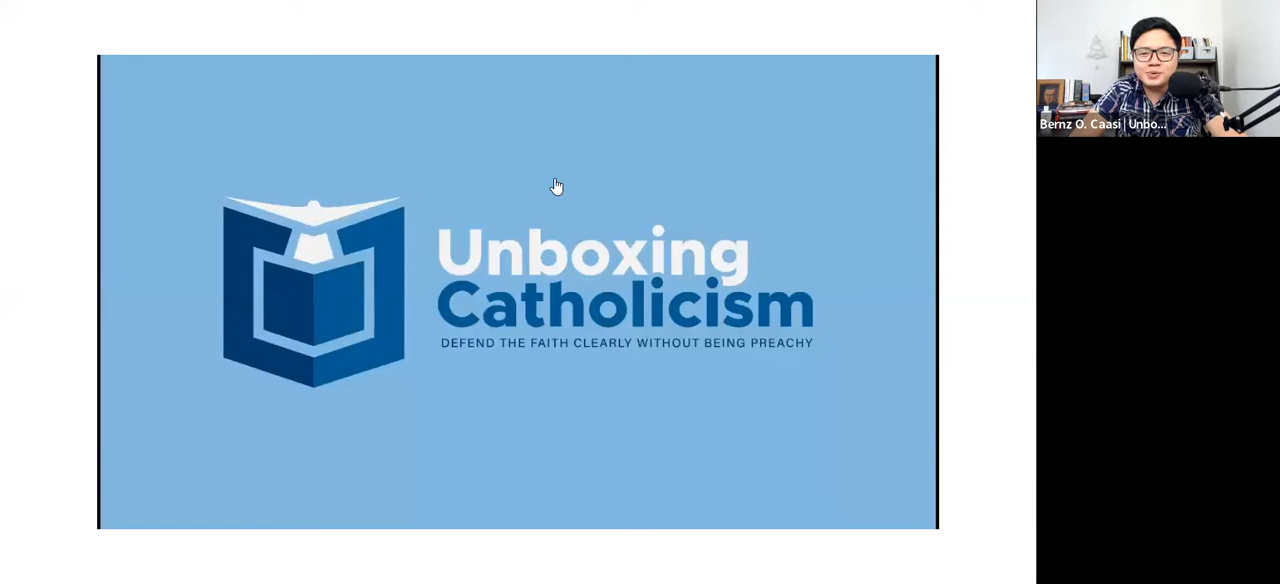 Unboxing
Catholicism
DEFEND THE FAITH CLEARLY WITHOUT BEING PREACHY
Bernz O. Caasi | Unbo...